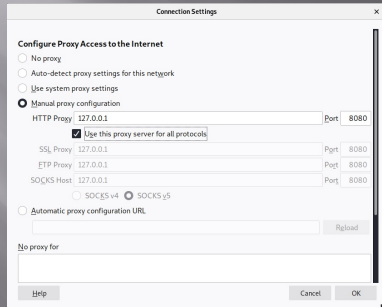 Connection Settings
×
Configure Proxy Access to the Internet
No proxy
Auto-detect proxy settings for this network
Use system proxy settings
Manual proxy configuration
HTTP Proxy 127.0.0.1 Port 8080
Use this proxy server for all protocols
SSL Proxy 127.0.0.1 Port 8080
FTP Proxy 127.0.0.1 Port 8080
SOCKS Host 127.0.0.1 Port 8080
SOCKS v4 SOCKS v5
Automatic proxy configuration URL
Reload
No proxy for
Help Cancel OK